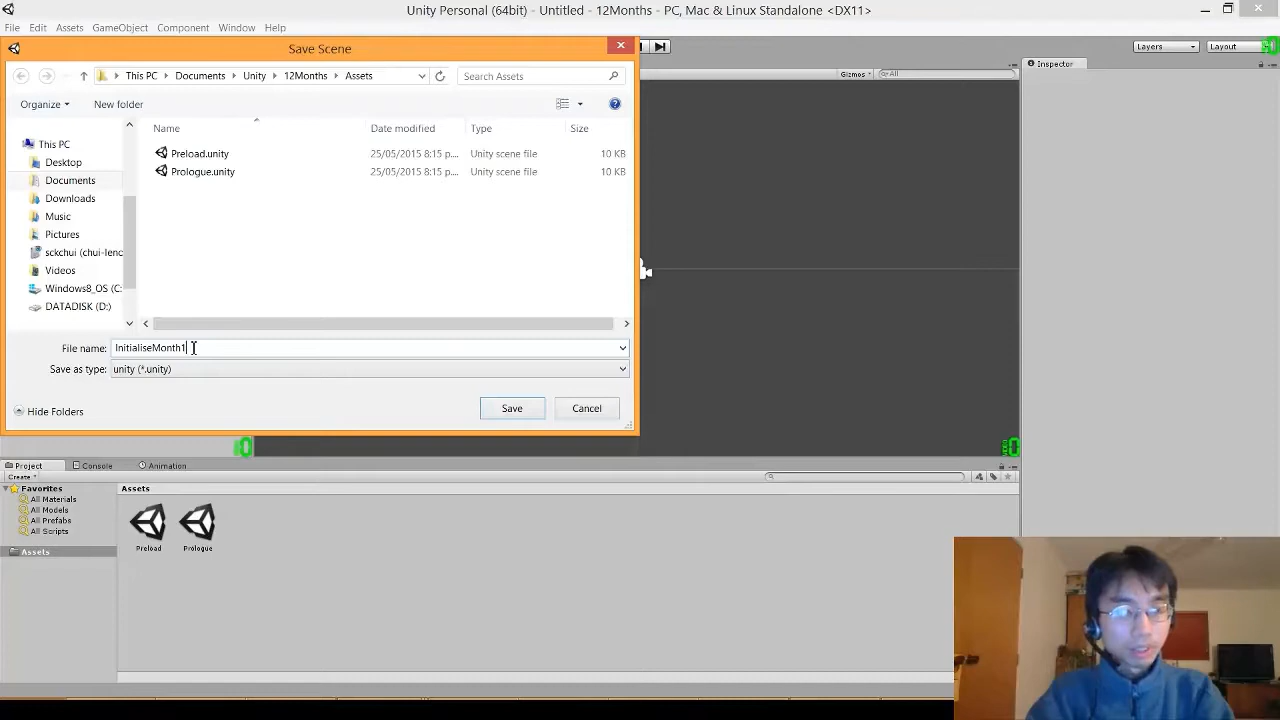 Unity Personal (64bit) - Untitled - 12Months - PC, Mac & Linux Standalone <DX11>
File Edit Assets GameObject Component Window Help
Save Scene
Layers
Layout
This PC
Documents
Unity
12Months
Assets
Search Assets
Gizmos
All
Inspector
Organize
New folder
Name
Date modified
Type
Size
This PC
Preload.unity 25/05/2015 8:15 p.... Unity scene file 10 KB
Desktop
Prologue.unity 25/05/2015 8:15 p.... Unity scene file 10 KB
Documents
Downloads
Music
Pictures
sckchui (chui-lenc
Videos
Windows8_OS (C:
DATADISK (D:)
File name: InitialiseMonth1
Save as type: unity (*.unity)
Hide Folders
Save
Cancel
Project
Console
Animation
Create
Favorites
All Materials
All Models
All Prefabs
All Scripts
Assets
Assets
Preload
Prologue